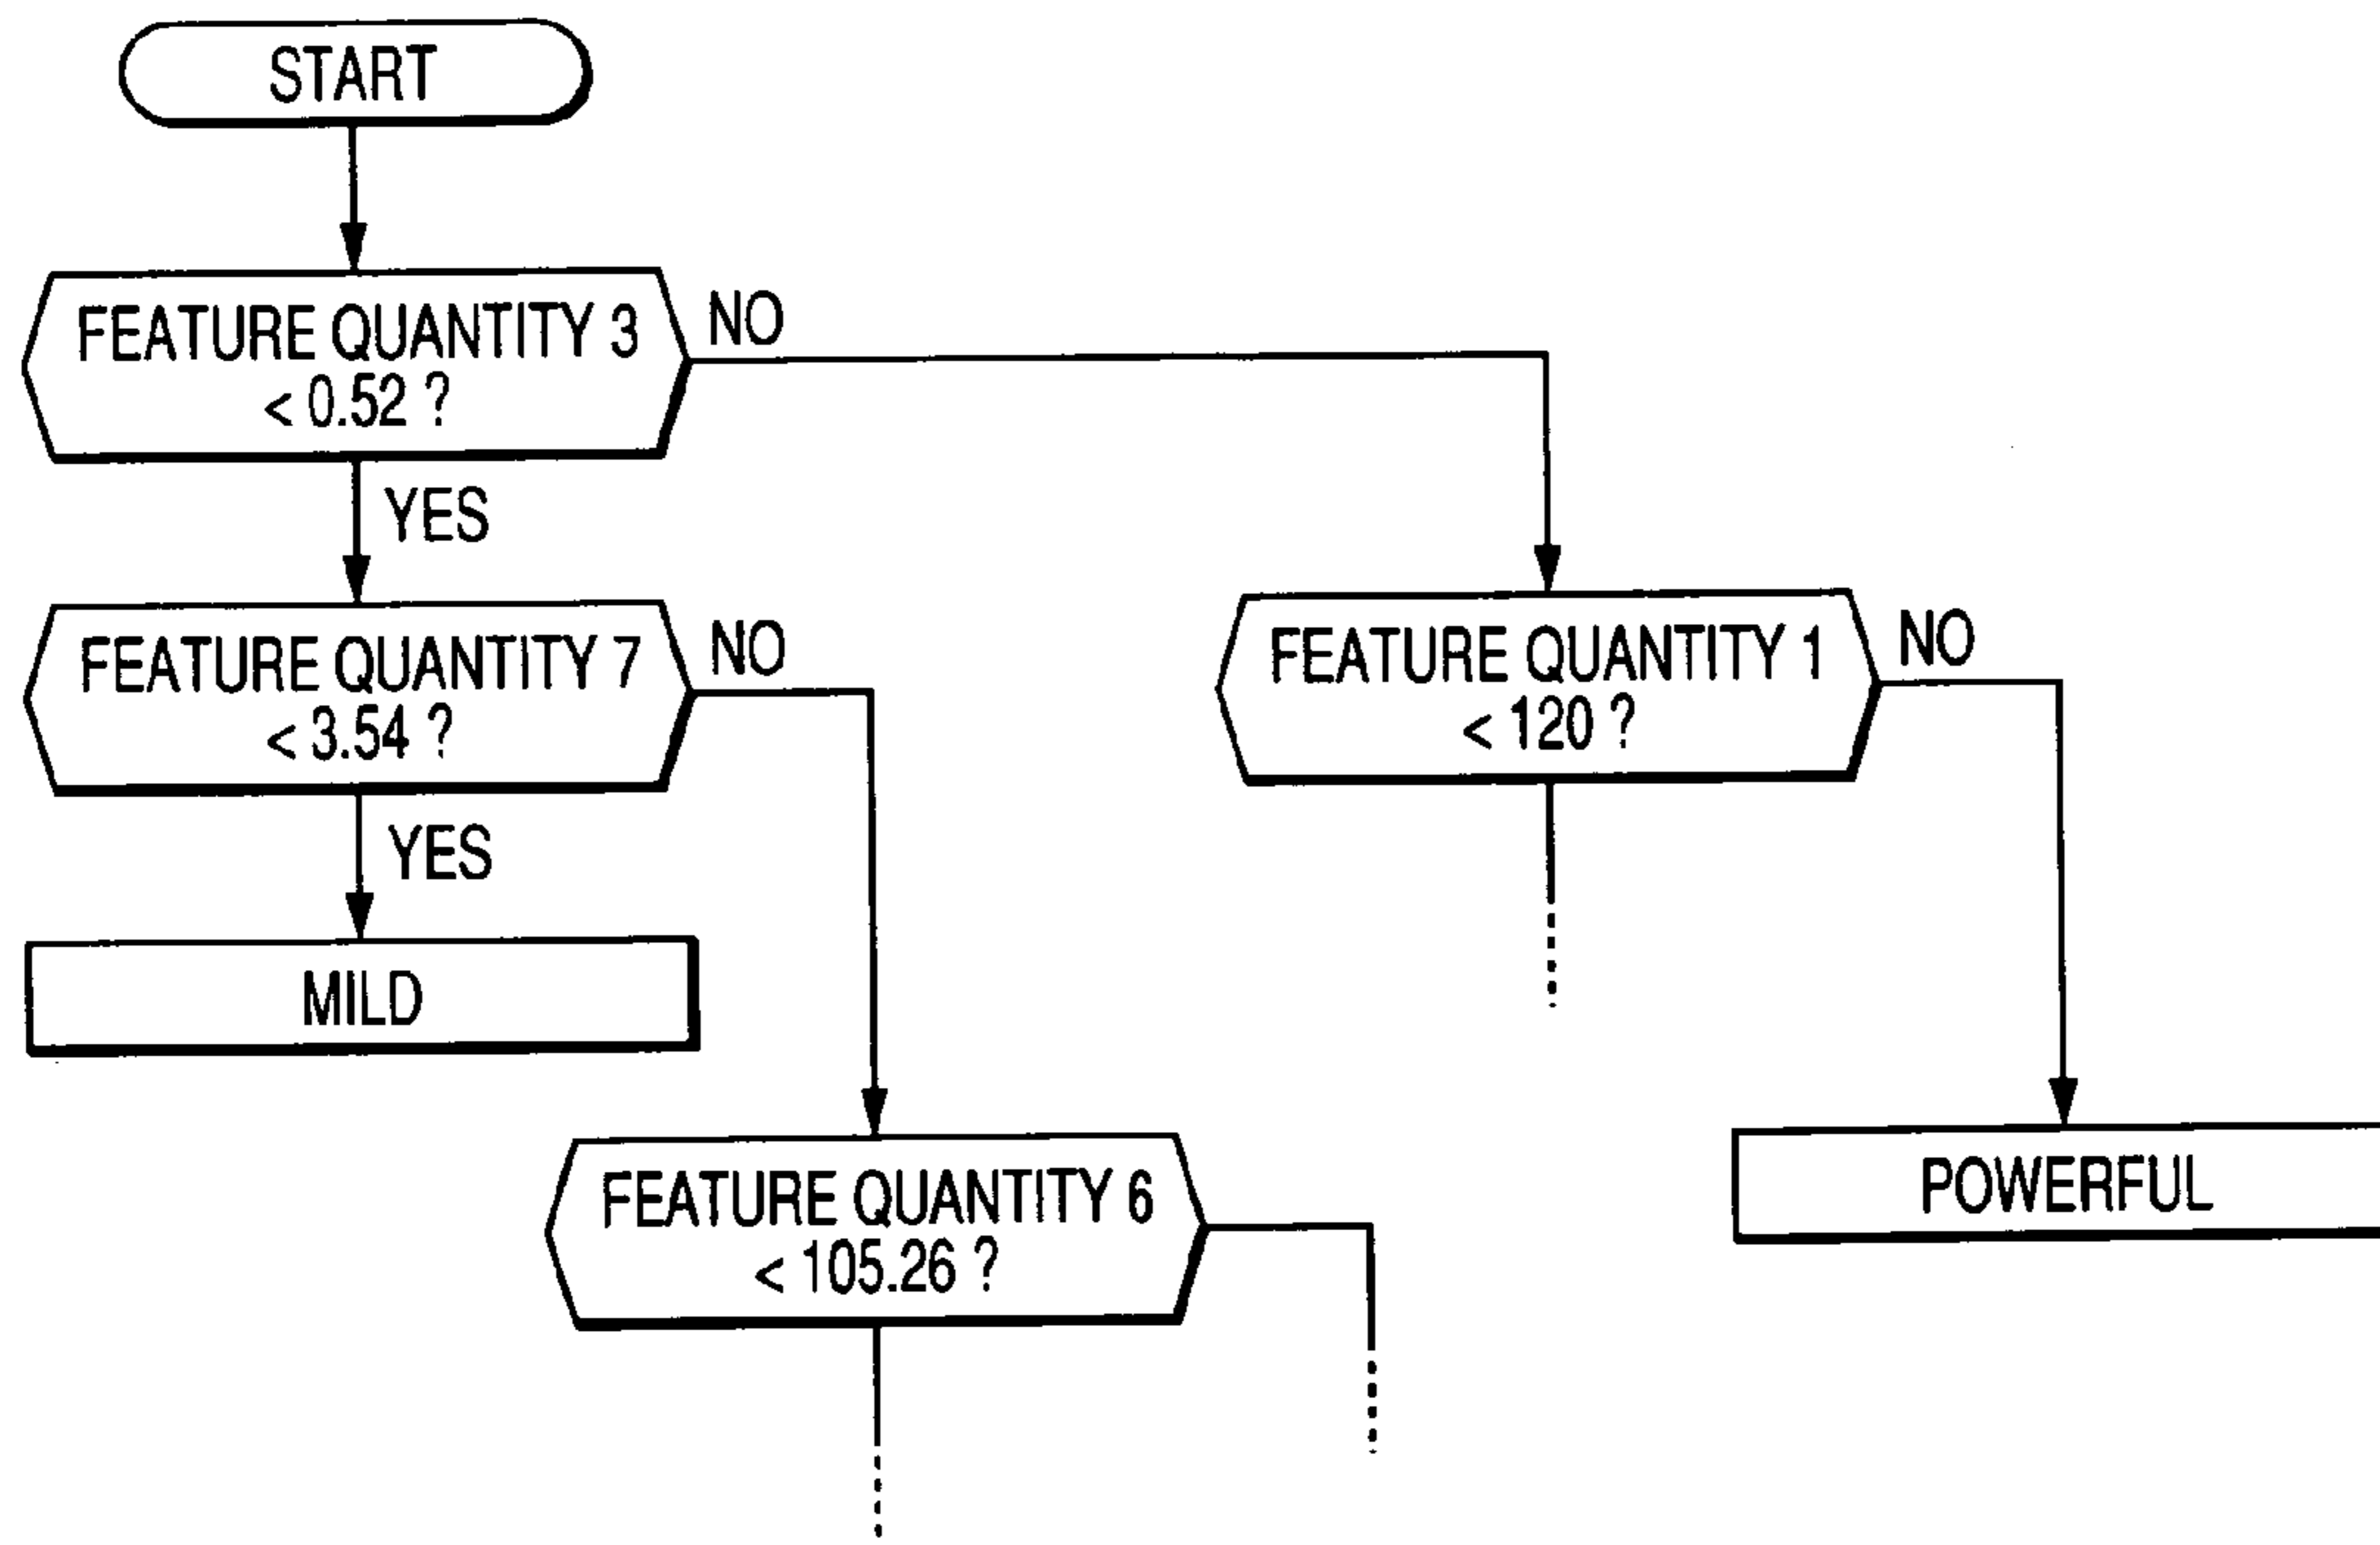 START
FEATURE QUANTITY 3
< 0.52 ?
NO
YES
FEATURE QUANTITY 7
< 3.54 ?
NO
FEATURE QUANTITY 1
< 120 ?
NO
YES
MILD
FEATURE QUANTITY 6
< 105.26 ?
POWERFUL